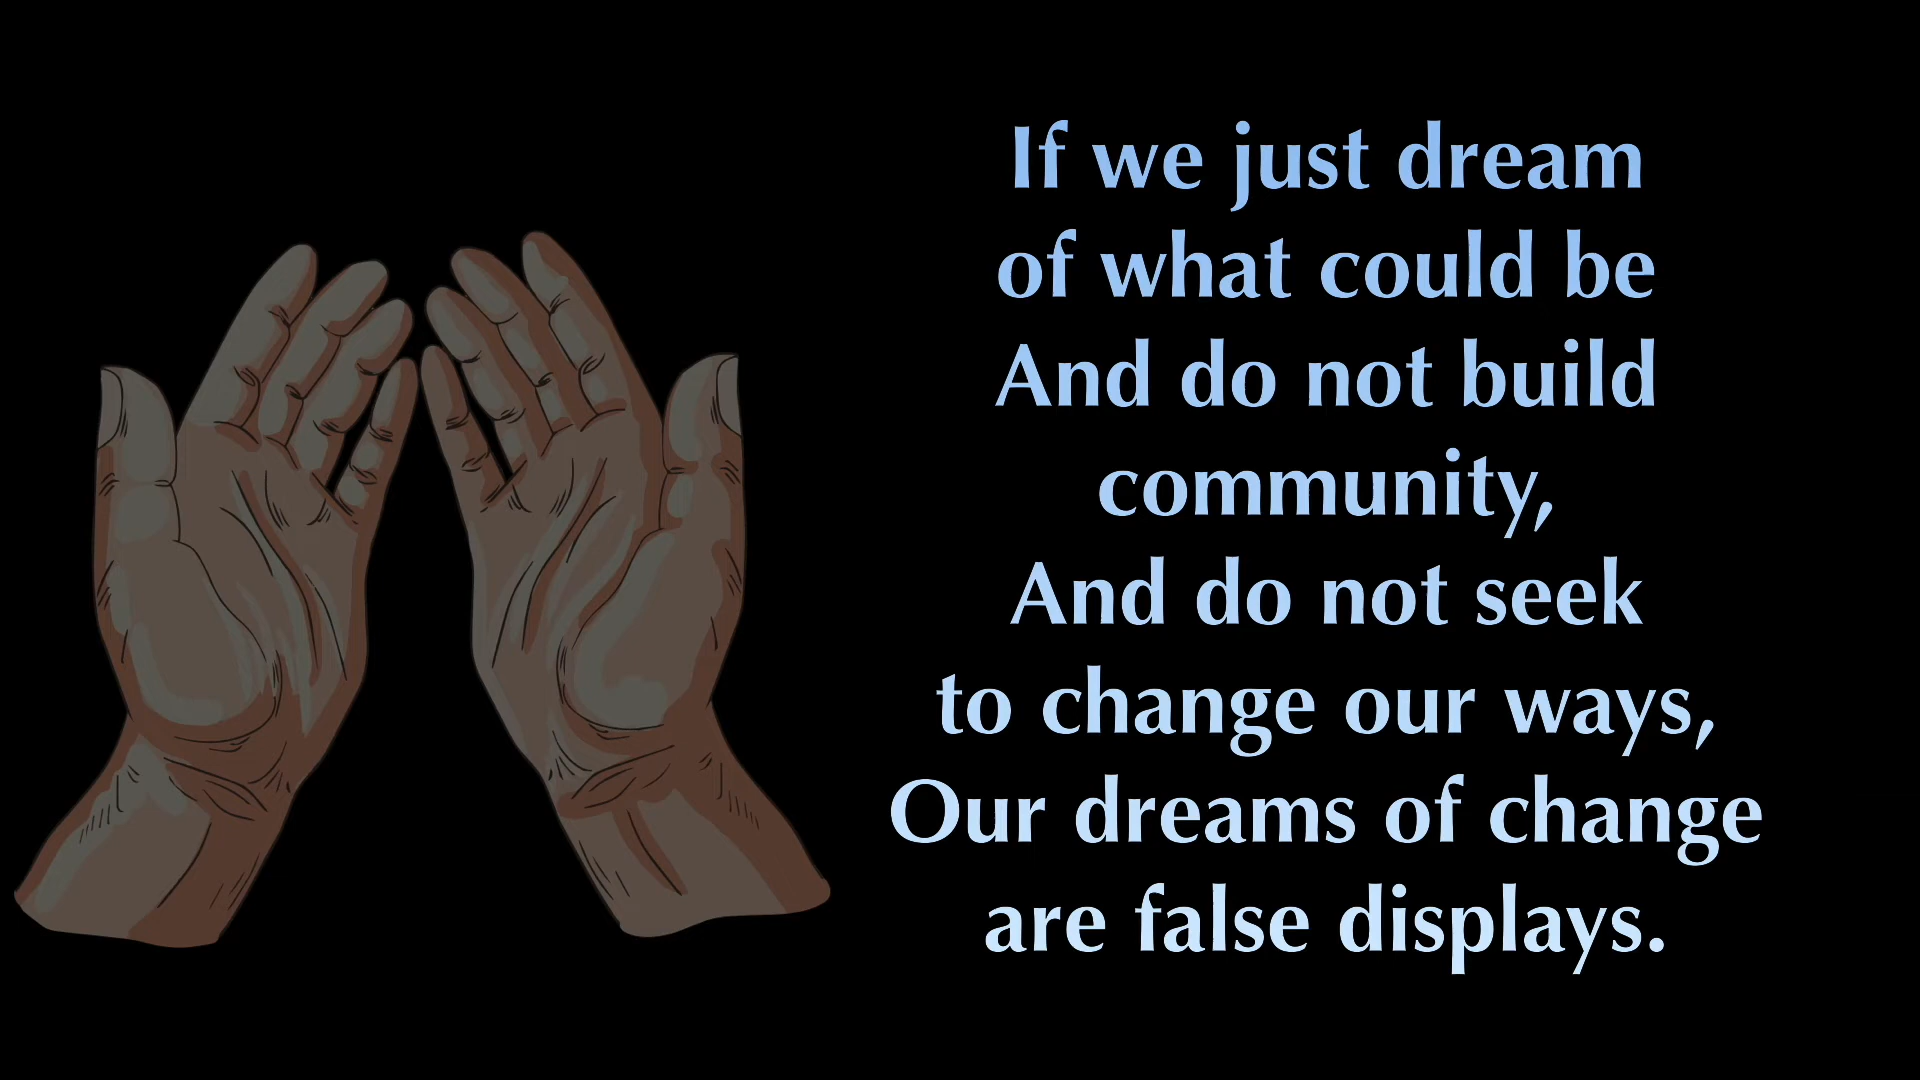 If we just dream
of what could be
And do not build
community,
And do not seek
to change our ways,
Our dreams of change
are false displays.